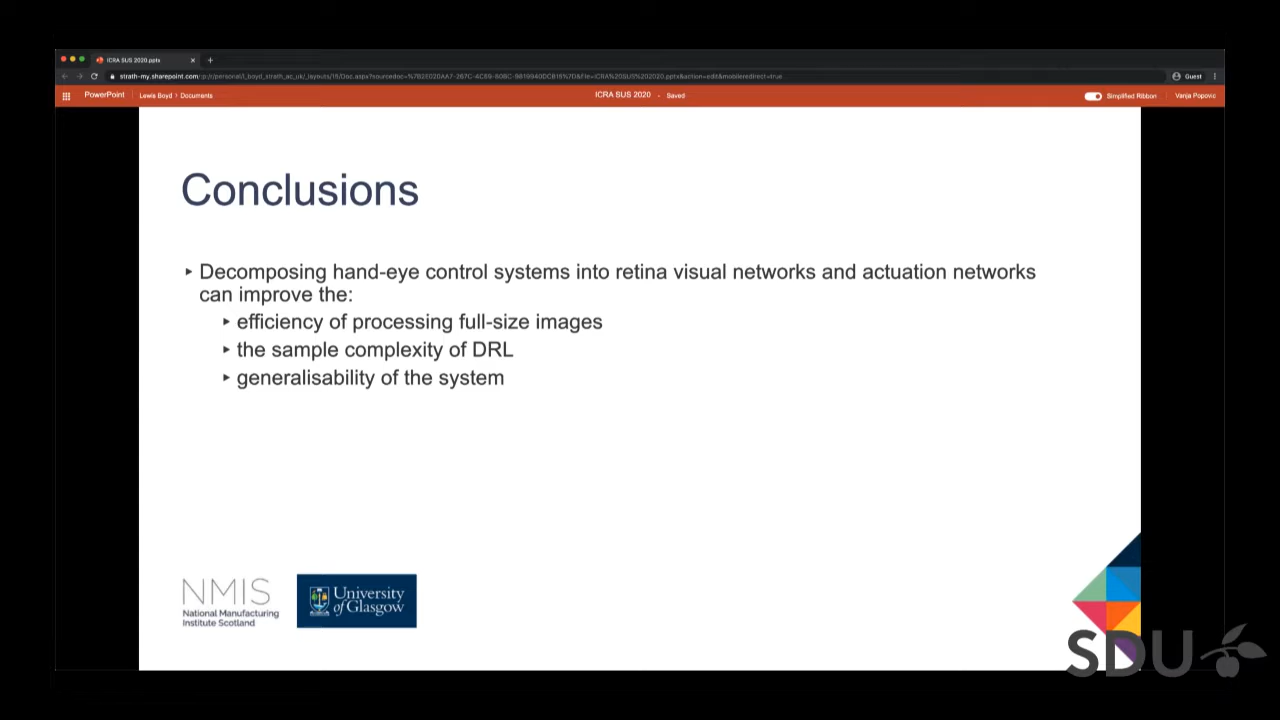 ICRA SUS 2020.pptx
Guest
PowerPoint
Lewis Boyd > Documents
ICRA SUS 2020 - Saved
Simplified Ribbon
Vanja Popovic
Conclusions
Decomposing hand-eye control systems into retina visual networks and actuation networks
can improve the:
efficiency of processing full-size images
the sample complexity of DRL
generalisability of the system
NMIS
National Manufacturing
Institute Scotland
University
of Glasgow
SDU